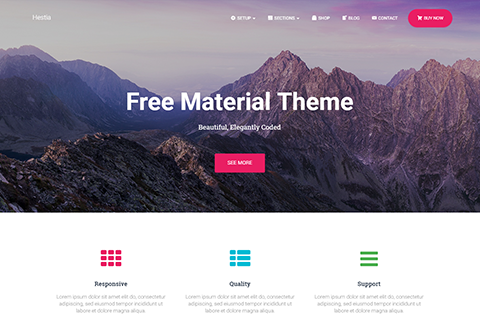 Hestia
SETUP
SECTIONS
SHOP
BLOG
CONTACT
BUY NOW
Free Material Theme
Beautiful, Elegantly Coded
SEE MORE
Responsive
Quality
Support
Lorem ipsum dolor sit amet elit do, consectetur
adipiscing, sed eiusmod tempor incididunt ut
labore et dolore magna aliqua.
Lorem ipsum dolor sit amet elit do, consectetur
adipiscing, sed eiusmod tempor incididunt ut
labore et dolore magna aliqua.
Lorem ipsum dolor sit amet elit do, consectetur
adipiscing, sed eiusmod tempor incididunt ut
labore et dolore magna aliqua.